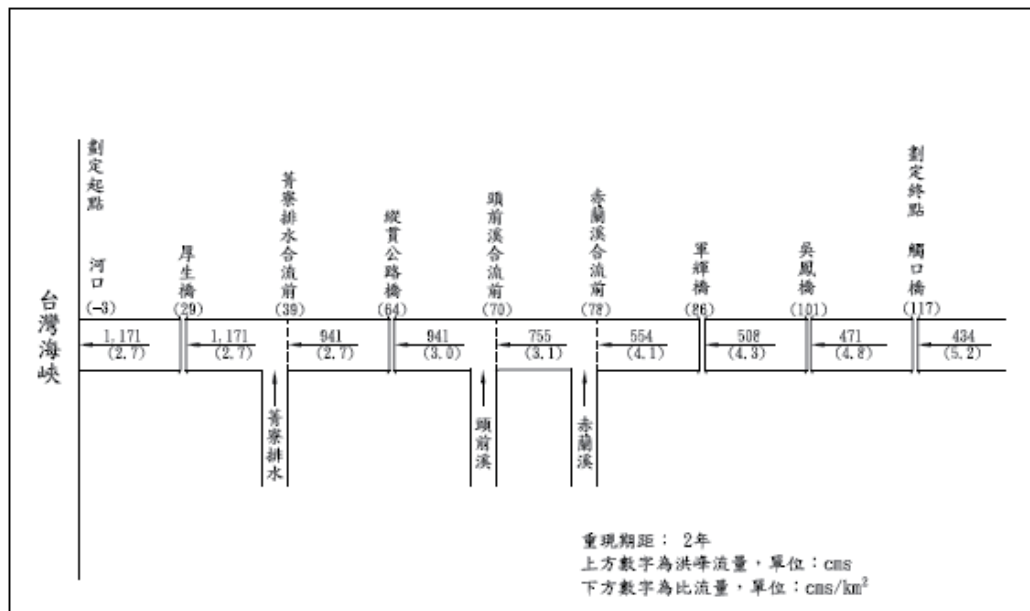 劃定起點 河口
厚生橋
菁寮排水合流前
縱貫公路橋
頭前溪合流前
赤蘭溪合流前
軍輝橋
吳鳳橋
劃定終點 觸口橋
(-3) (29) (39) (64) (70) (78) (86) (101) (117)
台灣海峽
1,171 1,171 941 941 755 554 508 471 434
(2.7) (2.7) (2.7) (3.0) (3.1) (4.1) (4.3) (4.8) (5.2)
菁寮排水
頭前溪
赤蘭溪
重現期距： 2年
上方數字為洪峰流量，單位：cms
下方數字為比流量，單位：cms/km²